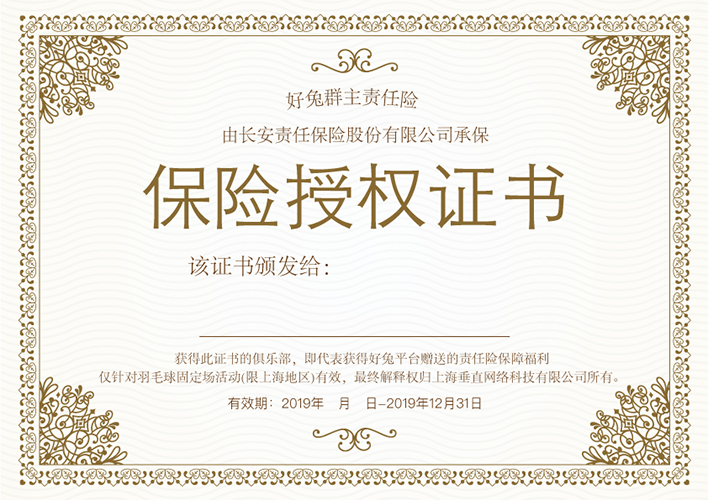 好兔群主责任险
由长安责任保险股份有限公司承保
保险授权证书
该证书颁发给：
获得此证书的俱乐部，即代表获得好兔平台赠送的责任险保障福利
仅针对羽毛球固定场活动(限上海地区)有效，最终解释权归上海垂直网络科技有限公司所有。
有效期：2019年 月 日-2019年12月31日